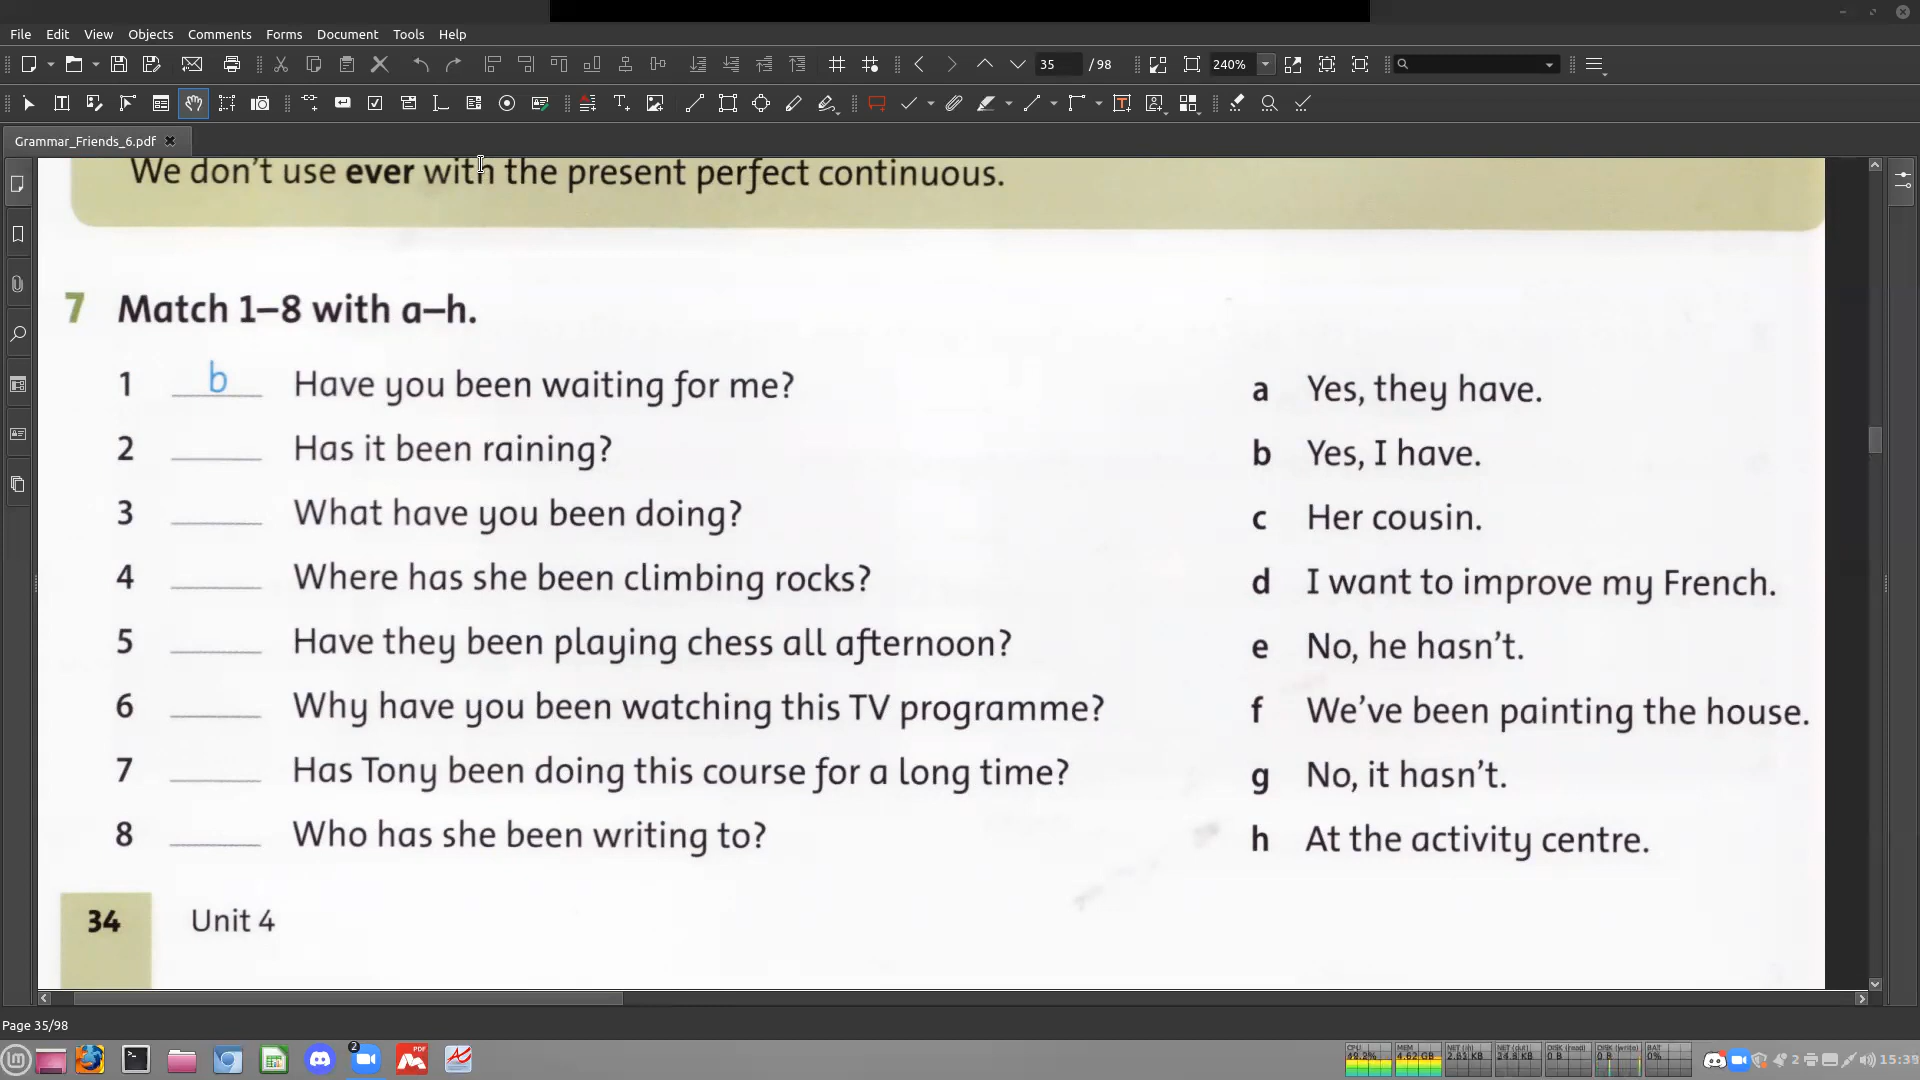 File Edit View Objects Comments Forms Document Tools Help
35 / 98 240%
Grammar_Friends_6.pdf
We don't use ever with the present perfect continuous.
7 Match 1–8 with a–h.
1 b Have you been waiting for me?
2 Has it been raining?
3 What have you been doing?
4 Where has she been climbing rocks?
5 Have they been playing chess all afternoon?
6 Why have you been watching this TV programme?
7 Has Tony been doing this course for a long time?
8 Who has she been writing to?
a Yes, they have.
b Yes, I have.
c Her cousin.
d I want to improve my French.
e No, he hasn't.
f We've been painting the house.
g No, it hasn't.
h At the activity centre.
34 Unit 4
Page 35/98